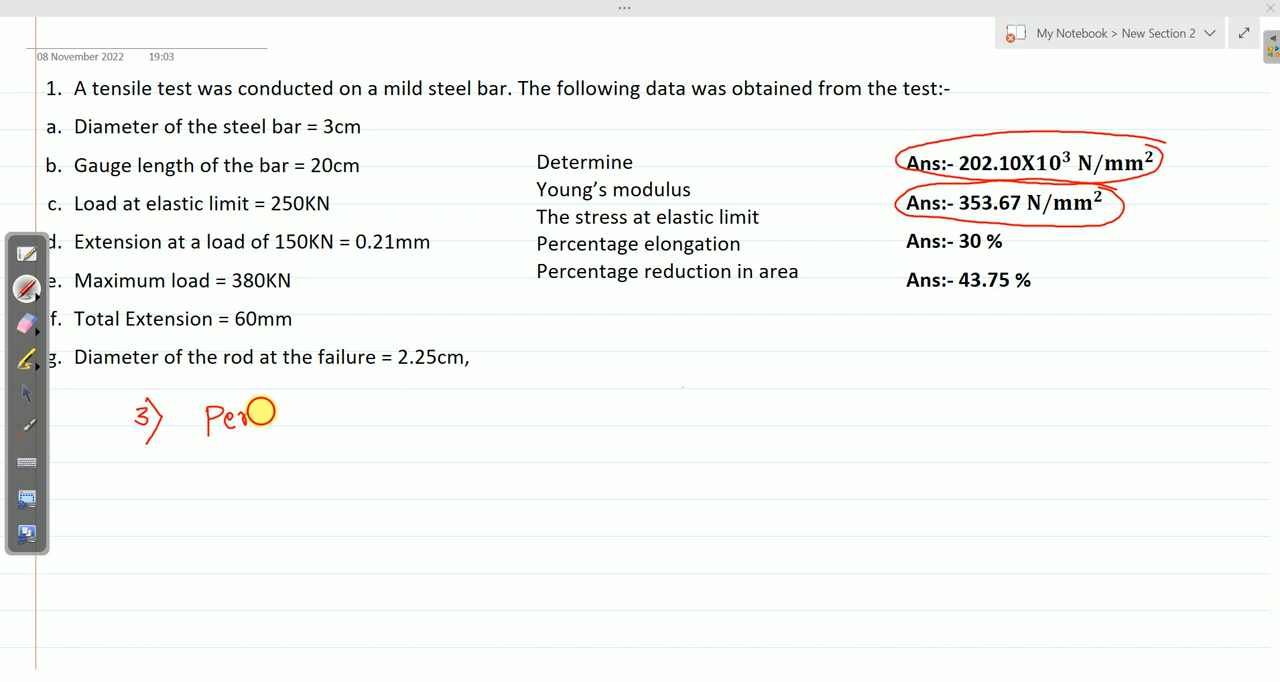 My Notebook > New Section 2
08 November 2022 19:03
1. A tensile test was conducted on a mild steel bar. The following data was obtained from the test:-
a. Diameter of the steel bar = 3cm
b. Gauge length of the bar = 20cm
c. Load at elastic limit = 250KN
d. Extension at a load of 150KN = 0.21mm
e. Maximum load = 380KN
f. Total Extension = 60mm
g. Diameter of the rod at the failure = 2.25cm,
Determine
Young's modulus
The stress at elastic limit
Percentage elongation
Percentage reduction in area
Ans:- 202.10X10³ N/mm²
Ans:- 353.67 N/mm²
Ans:- 30 %
Ans:- 43.75 %
3) Per